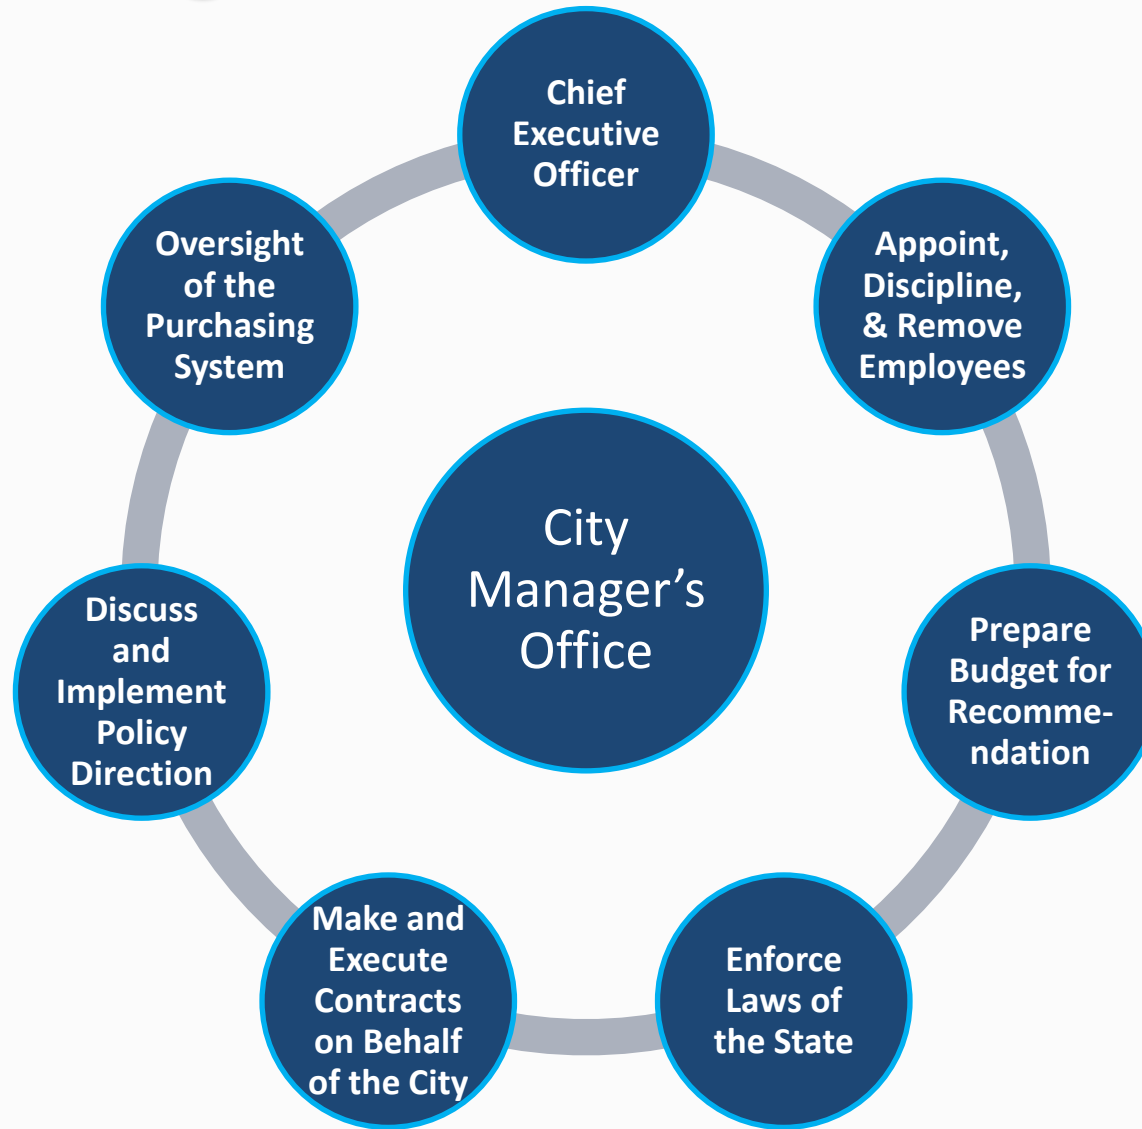 Chief
Executive
Officer
Appoint,
Discipline,
& Remove
Employees
Prepare
Budget for
Recomme-
ndation
Enforce
Laws of
the State
Make and
Execute
Contracts
on Behalf
of the City
Discuss
and
Implement
Policy
Direction
Oversight
of the
Purchasing
System
City
Manager’s
Office